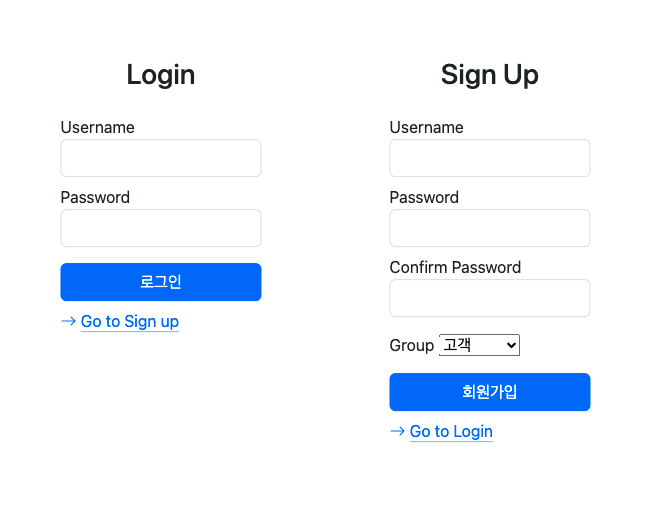 Login
Username
Password
로그인
→ Go to Sign up
Sign Up
Username
Password
Confirm Password
Group 고객
회원가입
→ Go to Login